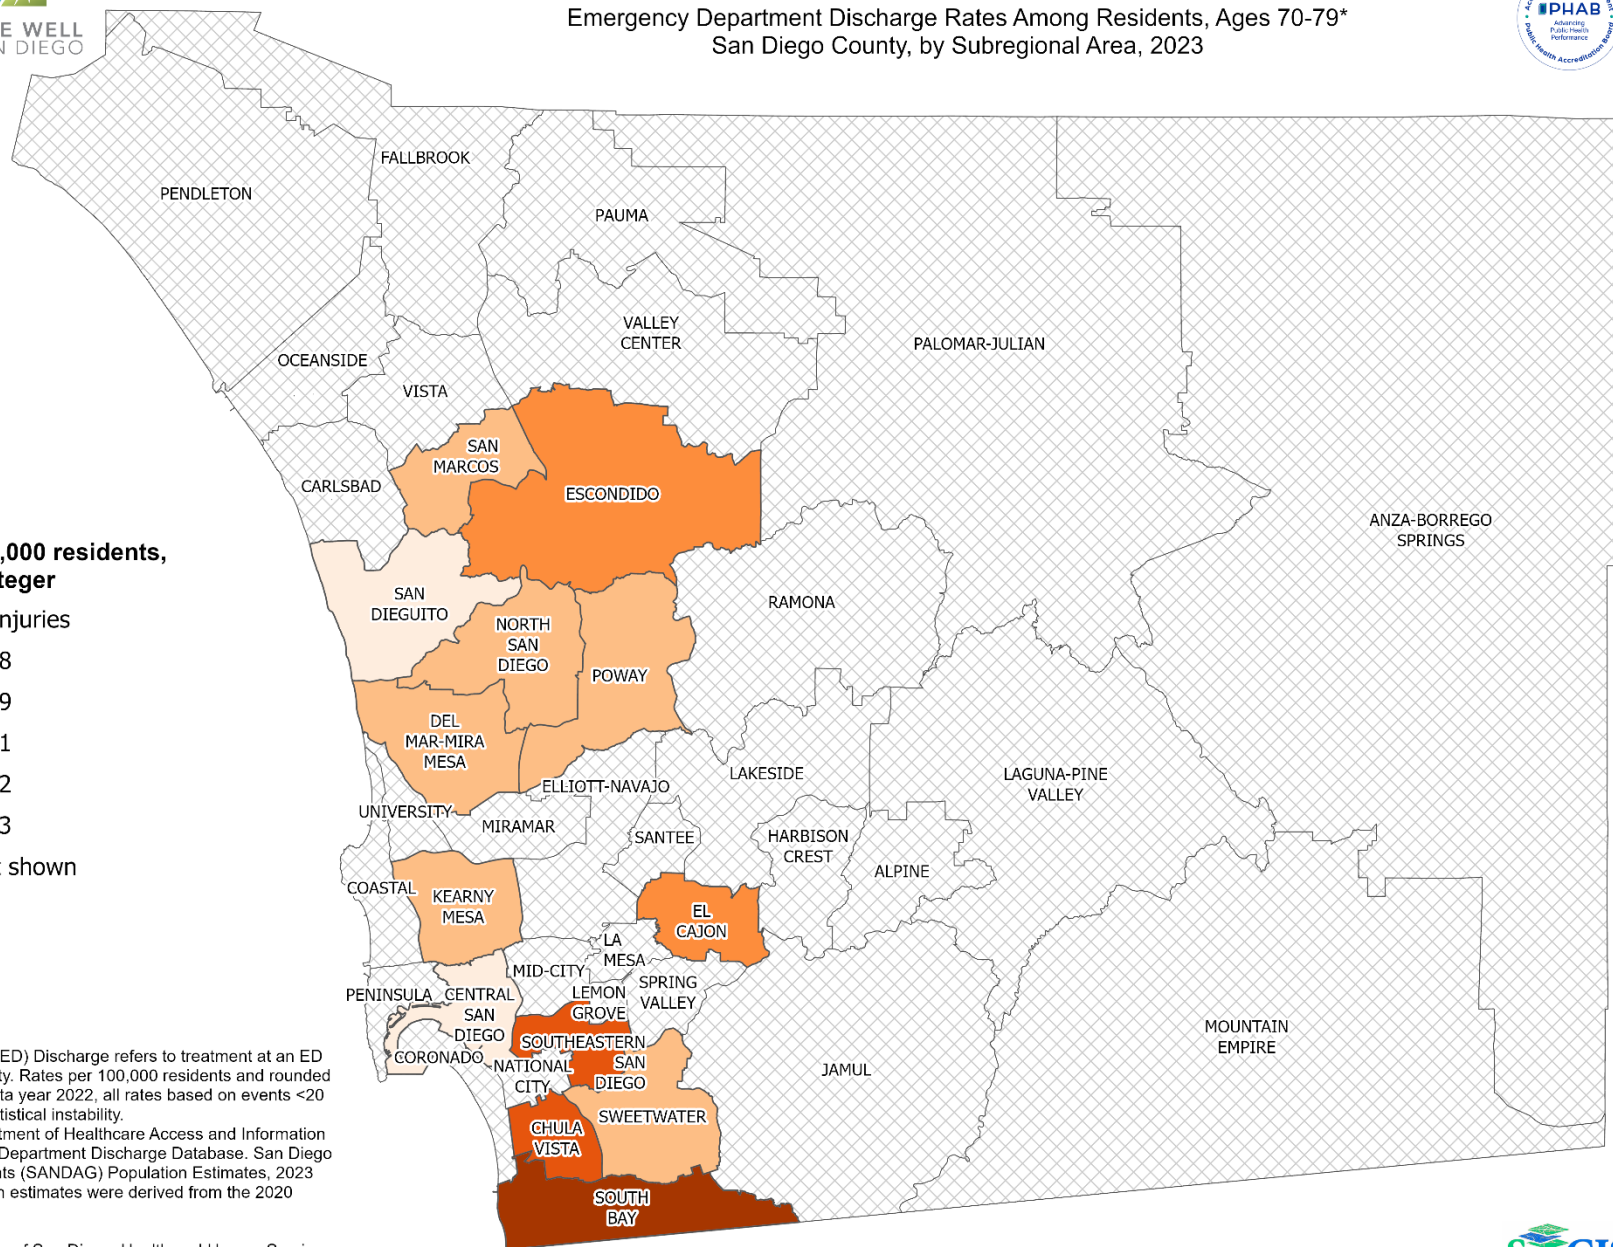 E WELL
N DIEGO
Emergency Department Discharge Rates Among Residents, Ages 70-79*
San Diego County, by Subregional Area, 2023
PHAB
Advancing
Public Health
Performance
Public Health Accreditation Board
FALLBROOK
PENDLETON
PAUMA
VALLEY
CENTER
PALOMAR-JULIAN
OCEANSIDE
VISTA
SAN
MARCOS
CARLSBAD
ESCONDIDO
ANZA-BORREGO
SPRINGS
,000 residents,
teger
njuries
8
9
1
2
3
t shown
SAN
DIEGUITO
RAMONA
NORTH
SAN
DIEGO
POWAY
DEL
MAR-MIRA
MESA
LAKESIDE
LAGUNA-PINE
VALLEY
ELLIOTT-NAVAJO
UNIVERSITY
MIRAMAR
SANTEE
HARBISON
CREST
ALPINE
COASTAL
KEARNY
MESA
EL
CAJON
LA
MESA
MID-CITY
SPRING
VALLEY
PENINSULA
CENTRAL
SAN
DIEGO
LEMON
GROVE
CORONADO
SOUTHEASTERN
SAN
DIEGO
NATIONAL
CITY
JAMUL
MOUNTAIN
EMPIRE
SWEETWATER
CHULA
VISTA
SOUTH
BAY
ED) Discharge refers to treatment at an ED
ty. Rates per 100,000 residents and rounded
ta year 2022, all rates based on events <20
tistical instability.
tment of Healthcare Access and Information
Department Discharge Database. San Diego
nts (SANDAG) Population Estimates, 2023
n estimates were derived from the 2020